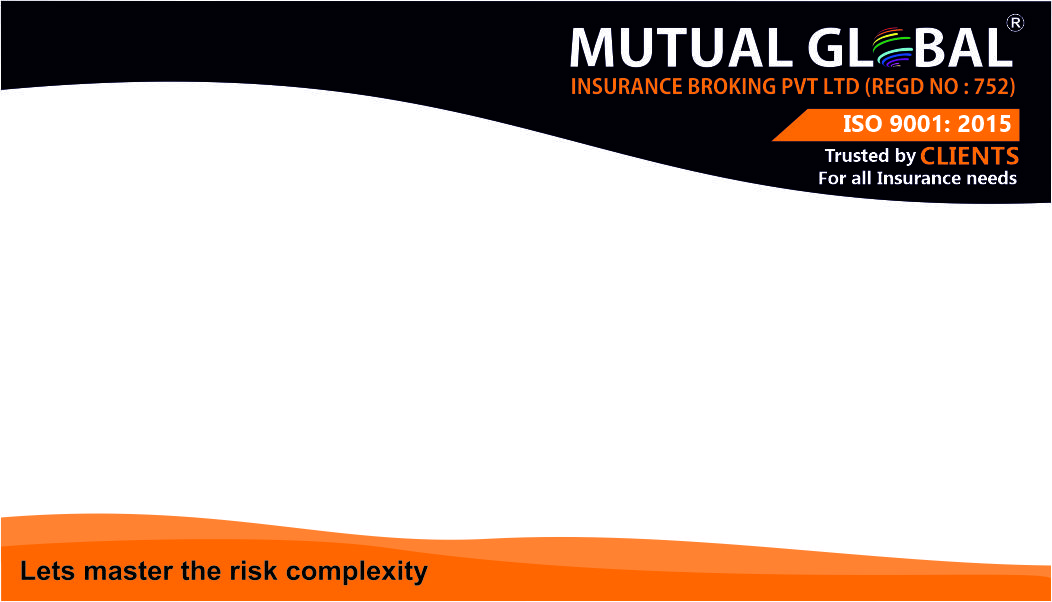 MUTUAL GLOBAL®
INSURANCE BROKING PVT LTD (REGD NO : 752)
ISO 9001: 2015
Trusted by CLIENTS
For all Insurance needs
Lets master the risk complexity